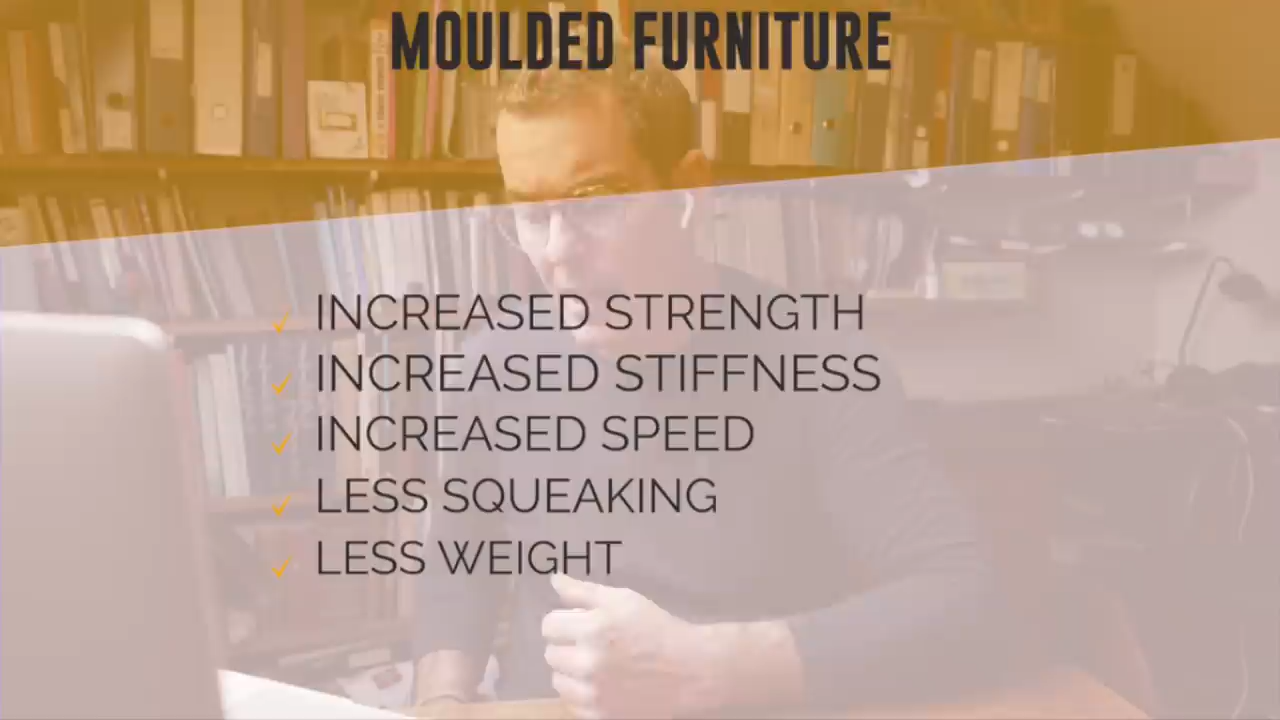 MOULDED FURNITURE
INCREASED STRENGTH
INCREASED STIFFNESS
INCREASED SPEED
LESS SQUEAKING
LESS WEIGHT